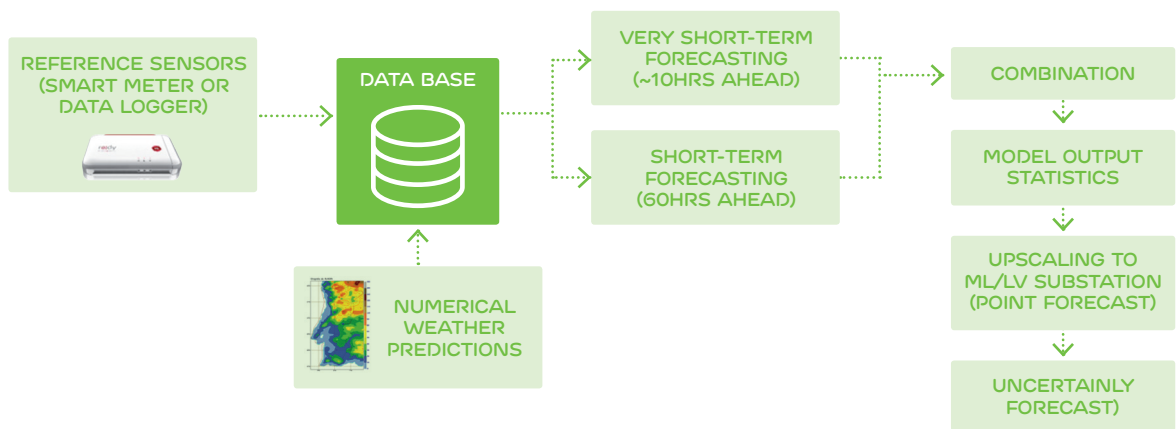 REFERENCE SENSORS
(SMART METER OR
DATA LOGGER)
DATA BASE
NUMERICAL
WEATHER
PREDICTIONS
VERY SHORT-TERM
FORECASTING
(~10HRS AHEAD)
SHORT-TERM
FORECASTING
(60HRS AHEAD)
COMBINATION
MODEL OUTPUT
STATISTICS
UPSCALING TO
ML/LV SUBSTATION
(POINT FORECAST)
UNCERTAINLY
FORECAST)